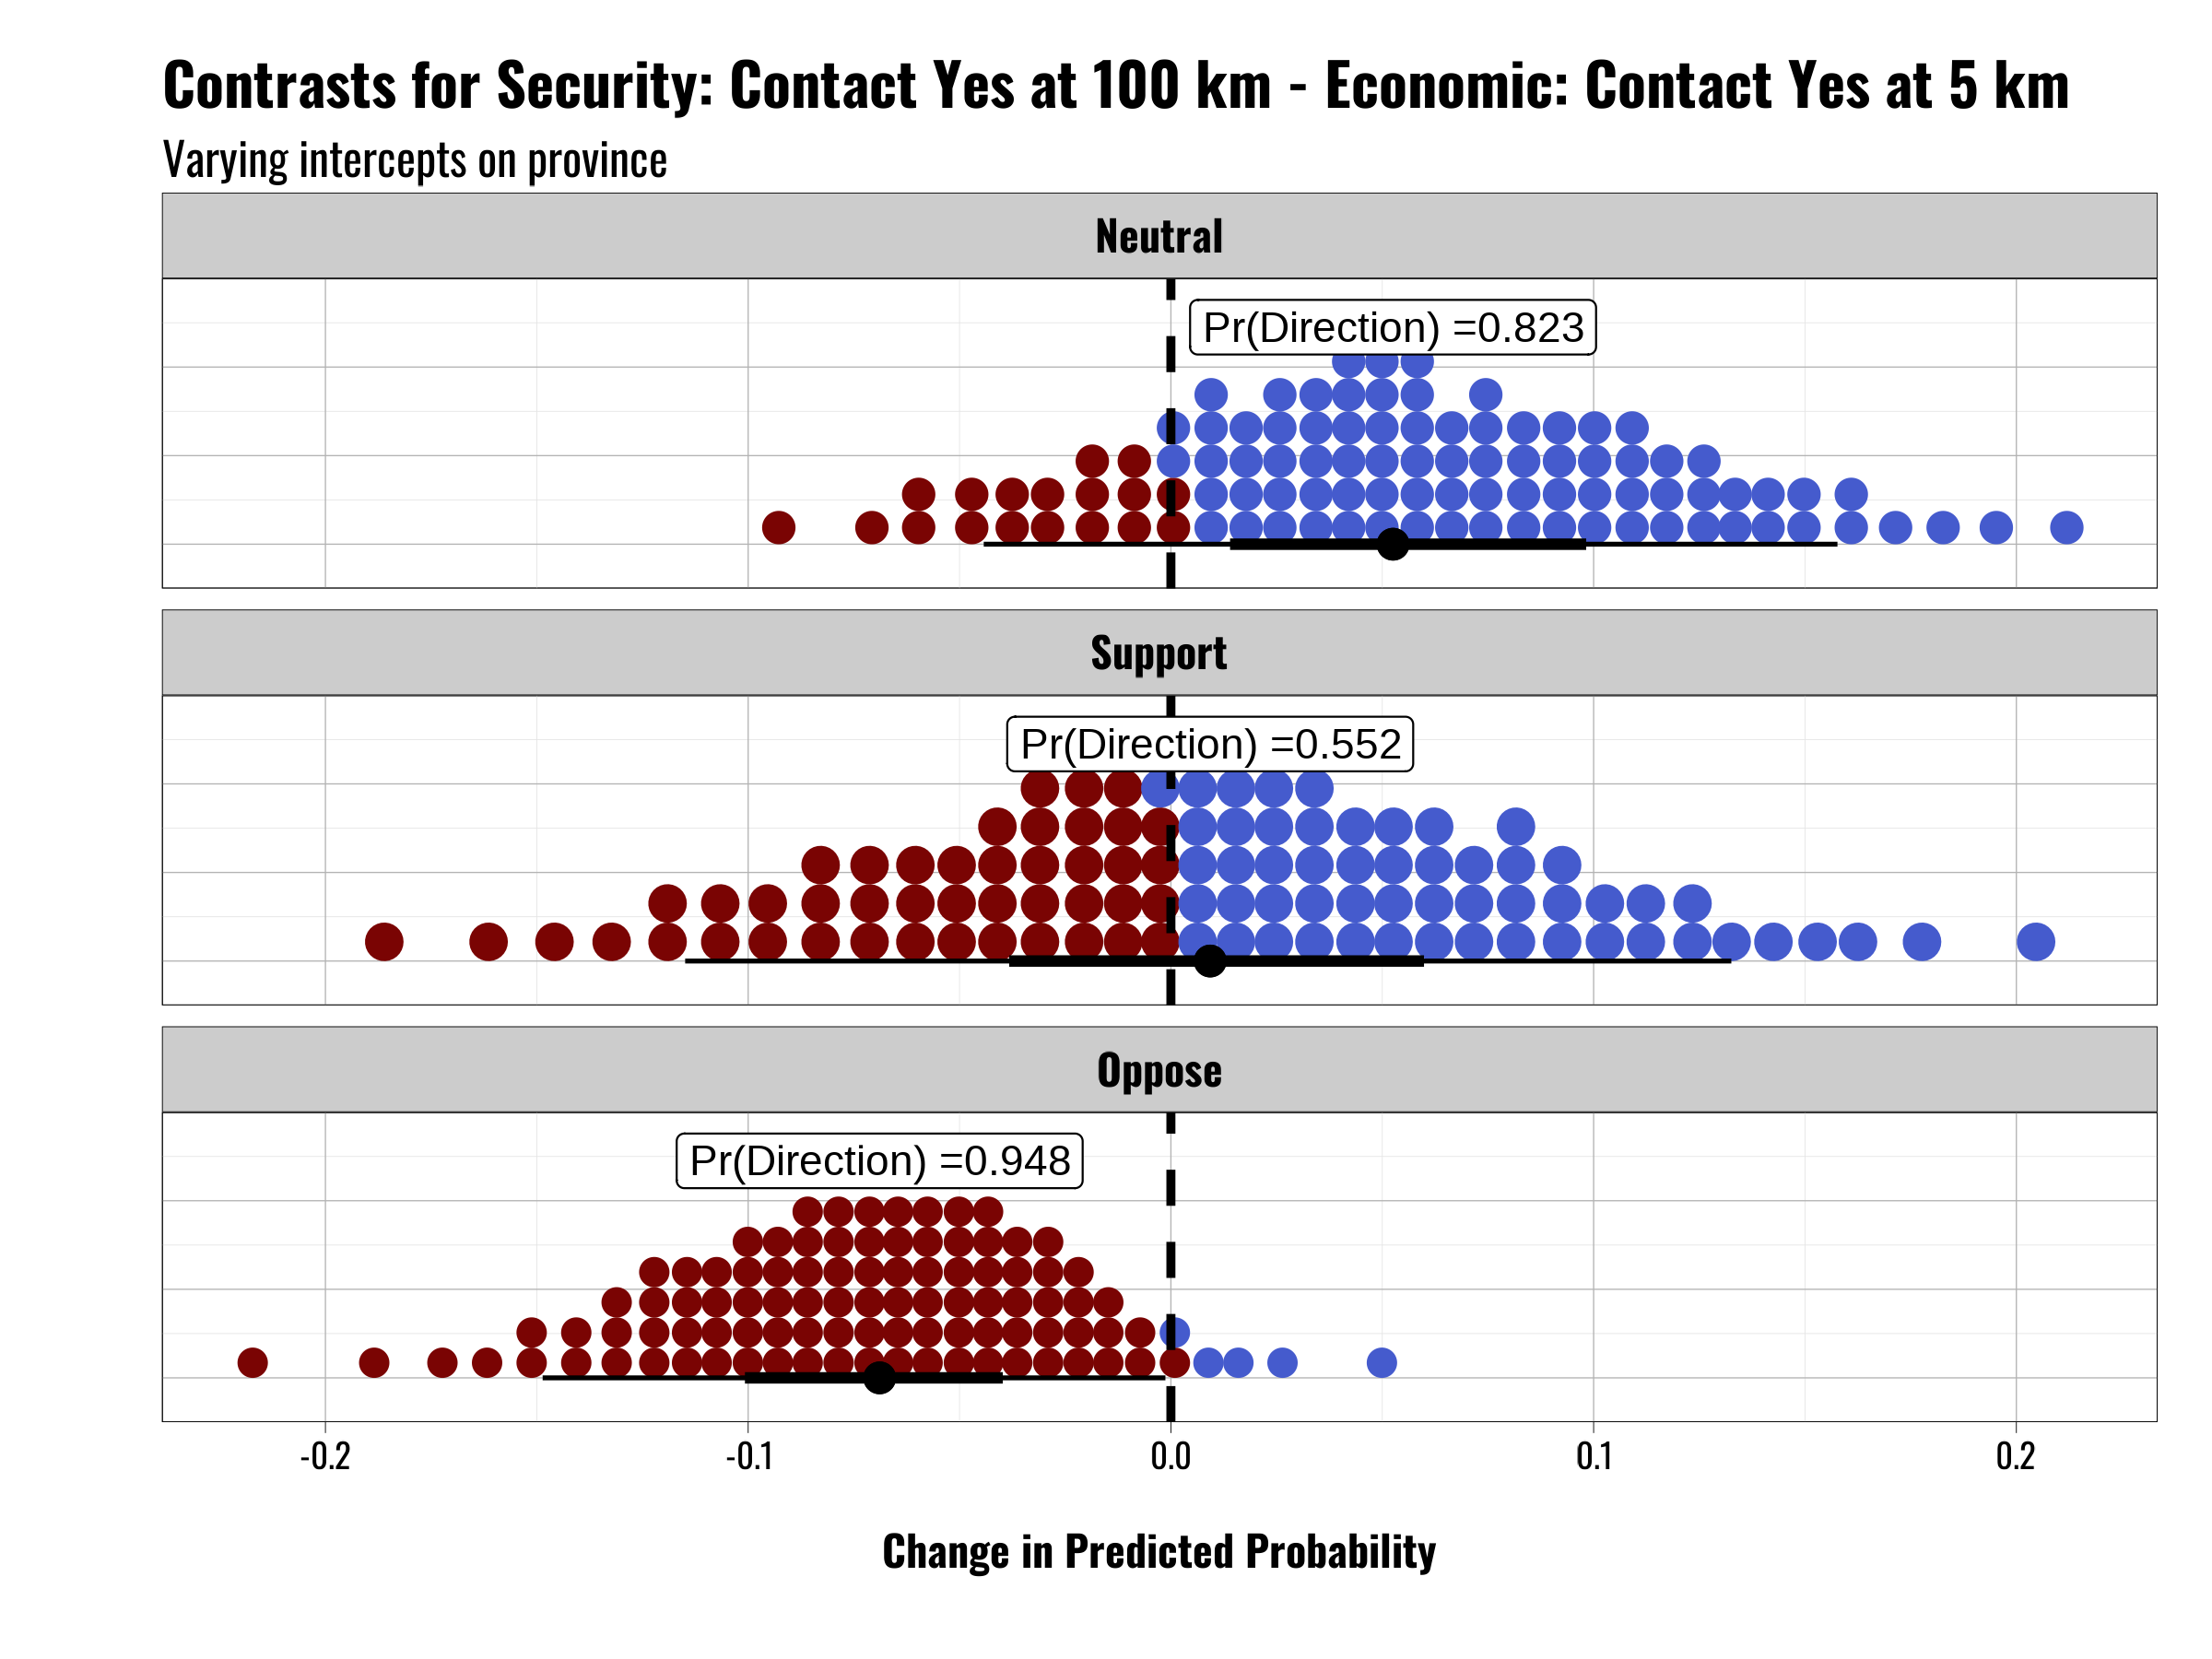 Contrasts for Security: Contact Yes at 100 km - Economic: Contact Yes at 5 km
Varying intercepts on province
Neutral
Pr(Direction) =0.823
Support
Pr(Direction) =0.552
Oppose
Pr(Direction) =0.948
-0.2 -0.1 0.0 0.1 0.2
Change in Predicted Probability